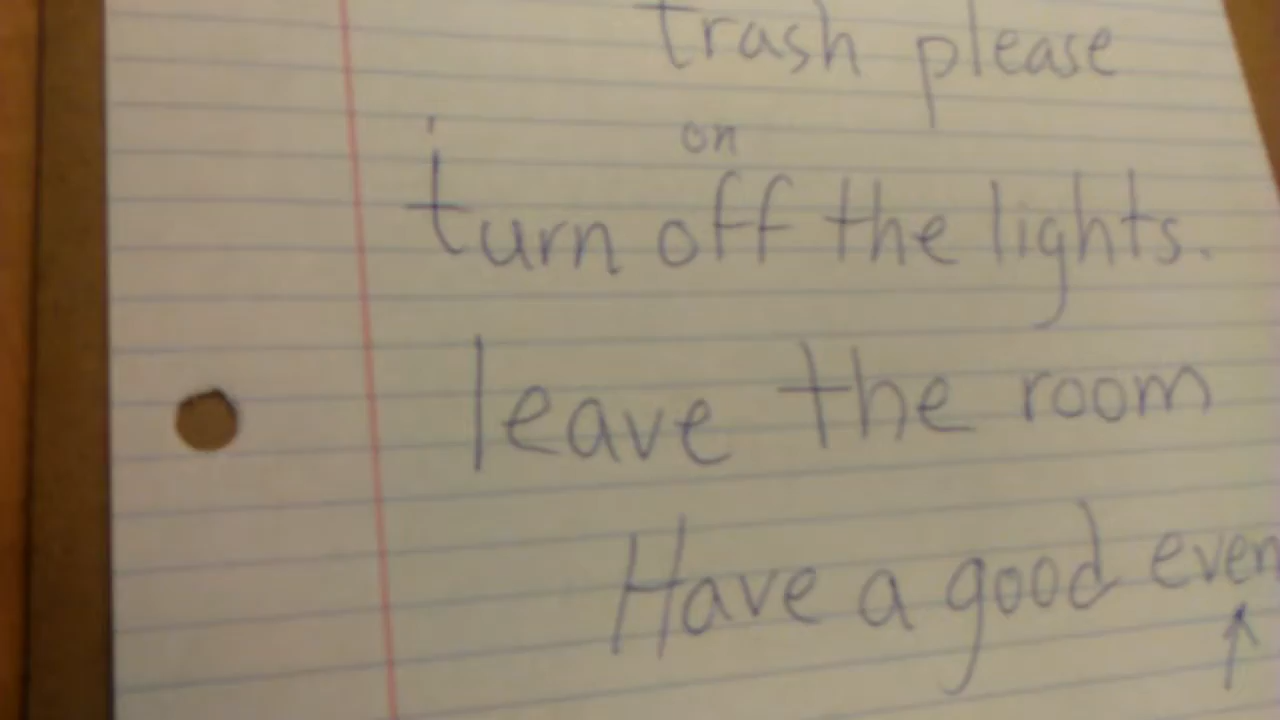 trash please
on
turn off the lights.
leave the room
Have a good even